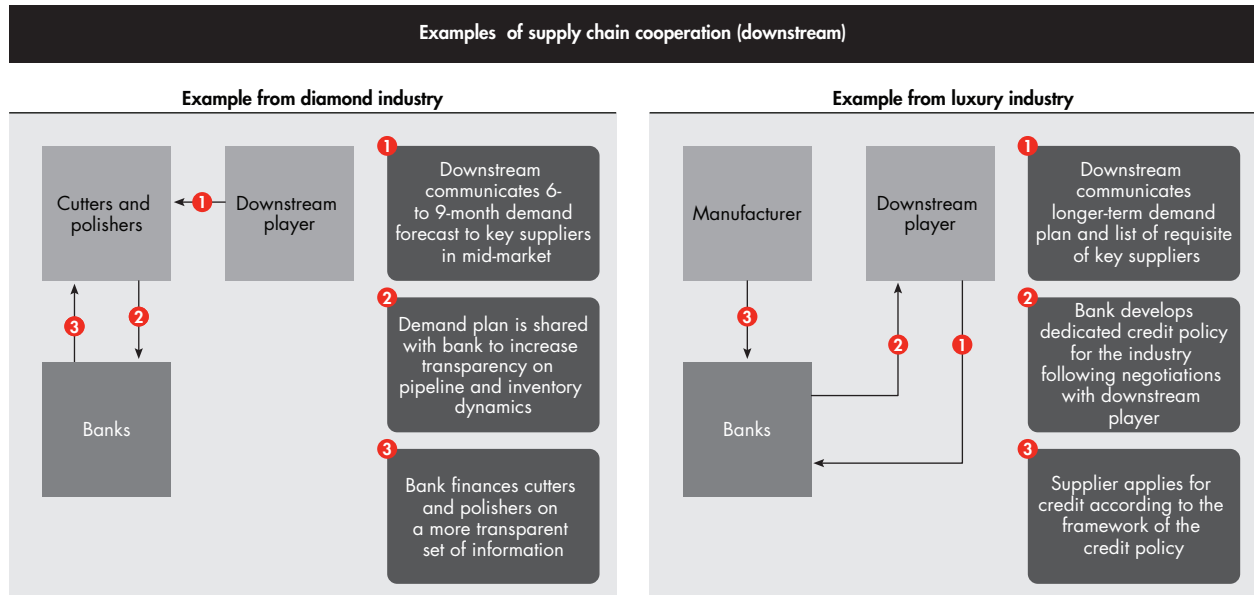 Examples of supply chain cooperation (downstream)
Example from diamond industry
Cutters and
polishers
1
Downstream
player
3
2
Banks
1
Downstream
communicates 6-
to 9-month demand
forecast to key suppliers
in mid-market
2
Demand plan is shared
with bank to increase
transparency on
pipeline and inventory
dynamics
3
Bank finances cutters
and polishers on
a more transparent
set of information
Example from luxury industry
Manufacturer
Downstream
player
3
2
1
Banks
1
Downstream
communicates
longer-term demand
plan and list of requisite
of key suppliers
2
Bank develops
dedicated credit policy
for the industry
following negotiations
with downstream
player
3
Supplier applies for
credit according to the
framework of the
credit policy